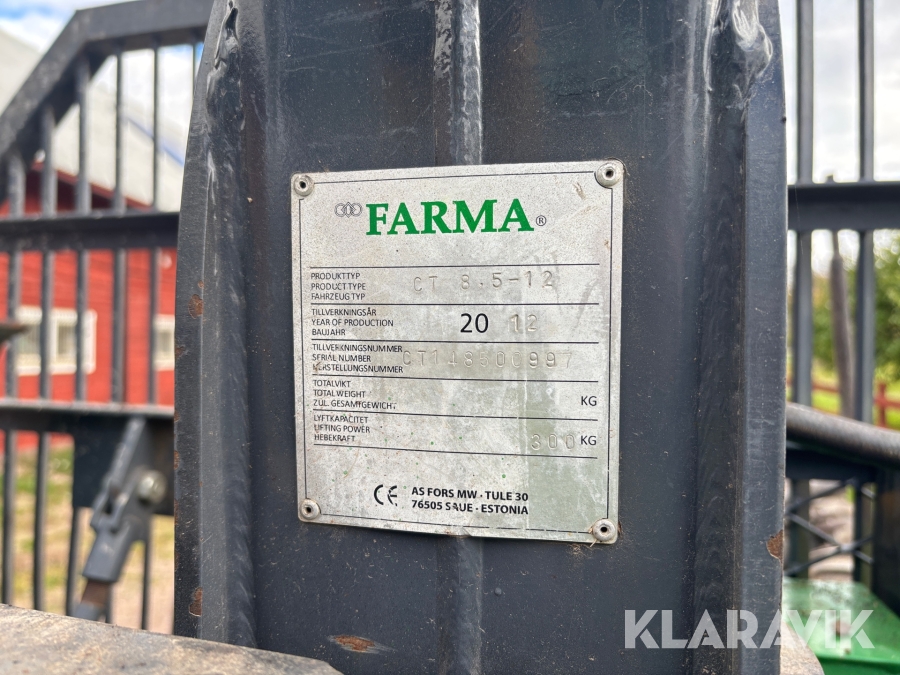 FARMA®
PRODUKTTYP
PRODUCT TYPE CT 8.5-12
FAHRZEUG TYP
TILLVERKNINGSÅR
YEAR OF PRODUCTION 20 12
BAUJAHR
TILLVERKNINGSNUMMER
SERIAL NUMBER CT148500997
HERSTELLUNGSNUMMER
TOTALVIKT
TOTAL WEIGHT KG
ZUL. GESAMTGEWICHT
LYFTKAPACITET
LIFTING POWER 800 KG
HEBEKRAFT
CE AS FORS MW · TULE 30
76505 SAUE · ESTONIA
KLARAVIK